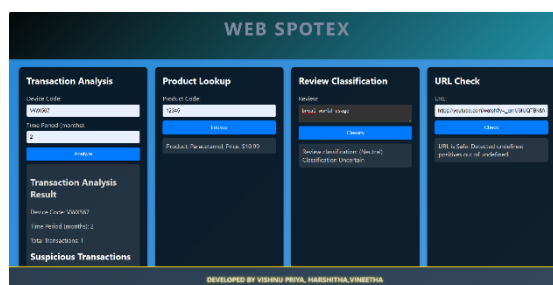 WEB SPOTEX
Transaction Analysis
Device Code:
VWX567
Time Period (months):
2
Analyze
Transaction Analysis
Result
Device Code: VWX567
Time Period (months): 2
Total Transactions: 1
Suspicious Transactions
Product Lookup
Product Code:
12345
Lookup
Product: Paracetamol, Price: $10.99
Review Classification
Review:
Classify
Review classification: (Neutral)
Classification Uncertain
URL Check
URL:
Check
URL is Safe. Detected undefined
positives out of undefined
DEVELOPED BY VISHNU PRIYA, HARSHITHA,VINEETHA